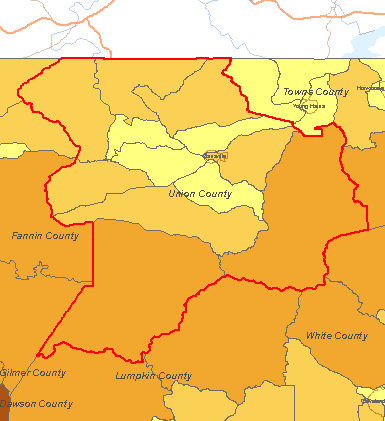 Towns County
Young Harris
Hiawassee
Blairsville
Union County
Fannin County
White County
Gilmer County
Lumpkin County
Cleveland
Dawson County